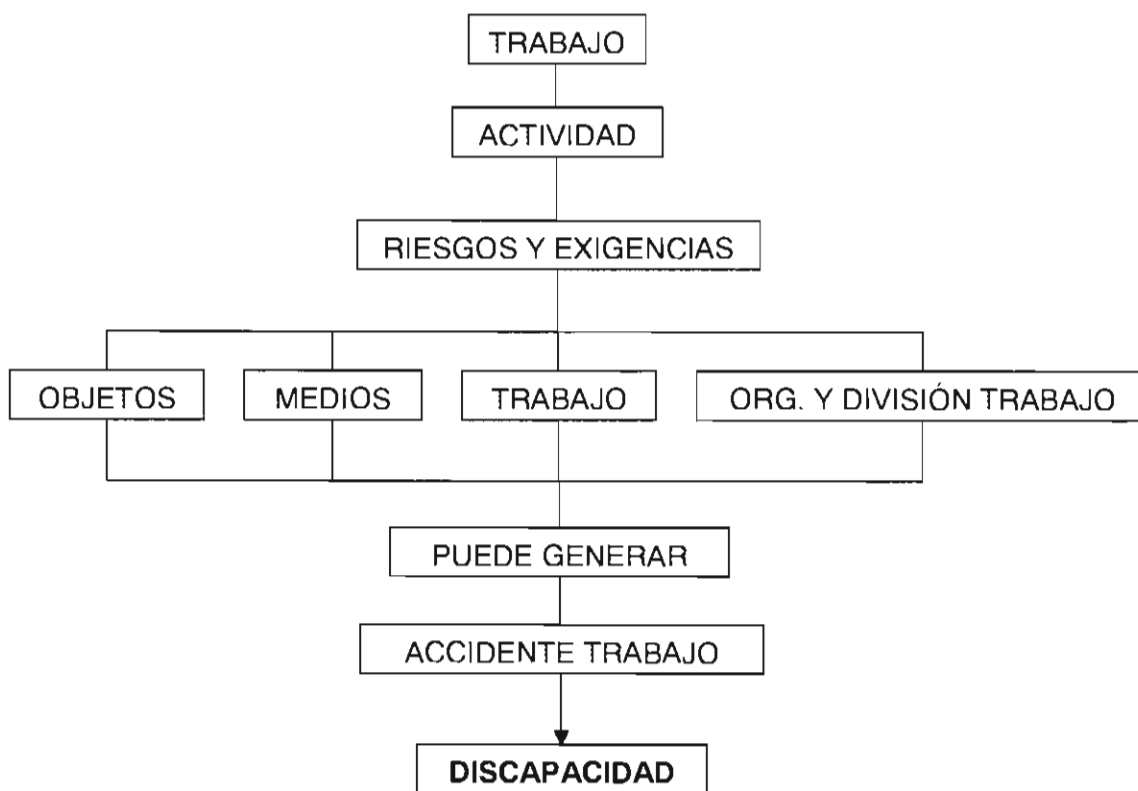 TRABAJO
ACTIVIDAD
RIESGOS Y EXIGENCIAS
OBJETOS
MEDIOS
TRABAJO
ORG. Y DIVISIÓN TRABAJO
PUEDE GENERAR
ACCIDENTE TRABAJO
DISCAPACIDAD